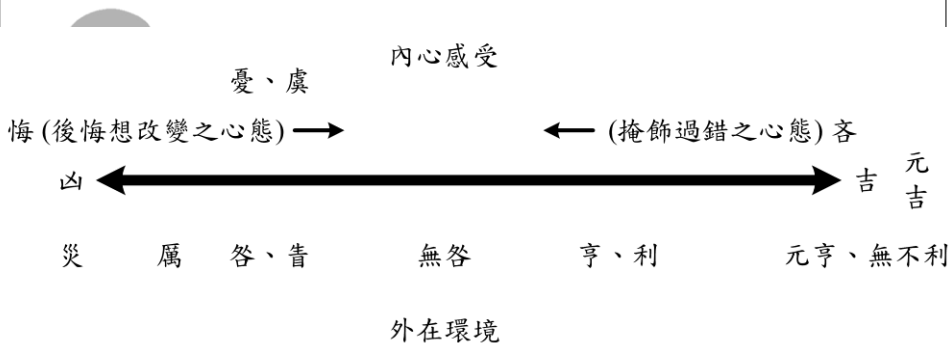 內心感受
憂、虞
悔 (後悔想改變之心態)
(掩飾過錯之心態) 吝
凶
吉
元吉
災 厲 咎、眚 無咎 亨、利 元亨、無不利
外在環境